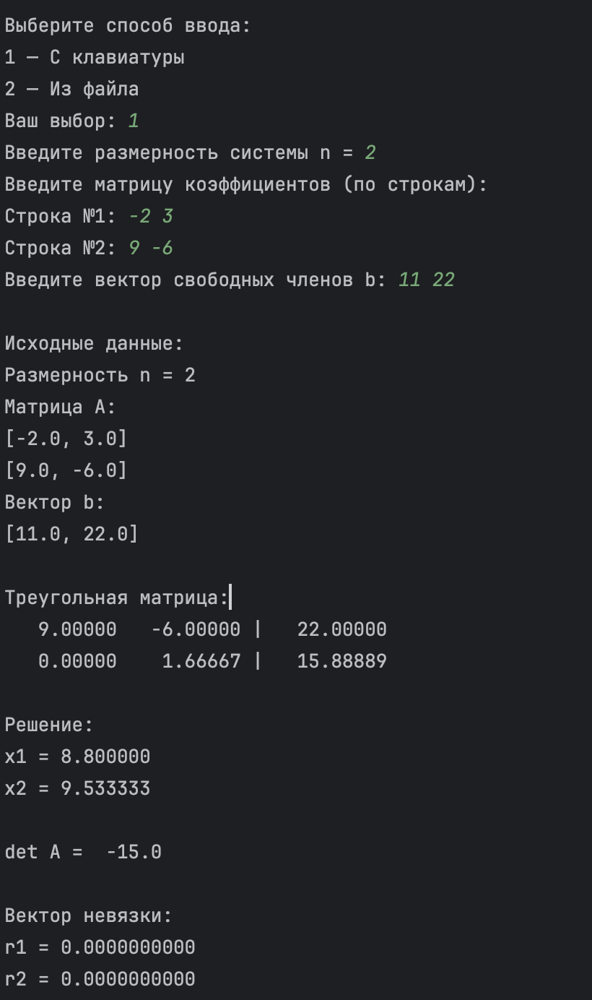 Выберите способ ввода:
1 — С клавиатуры
2 — Из файла
Ваш выбор: 1
Введите размерность системы n = 2
Введите матрицу коэффициентов (по строкам):
Строка №1: -2 3
Строка №2: 9 -6
Введите вектор свободных членов b: 11 22
Исходные данные:
Размерность n = 2
Матрица A:
[-2.0, 3.0]
[9.0, -6.0]
Вектор b:
[11.0, 22.0]
Треугольная матрица:
9.00000 -6.00000 | 22.00000
0.00000 1.66667 | 15.88889
Решение:
x1 = 8.800000
x2 = 9.533333
det A = -15.0
Вектор невязки:
r1 = 0.0000000000
r2 = 0.0000000000